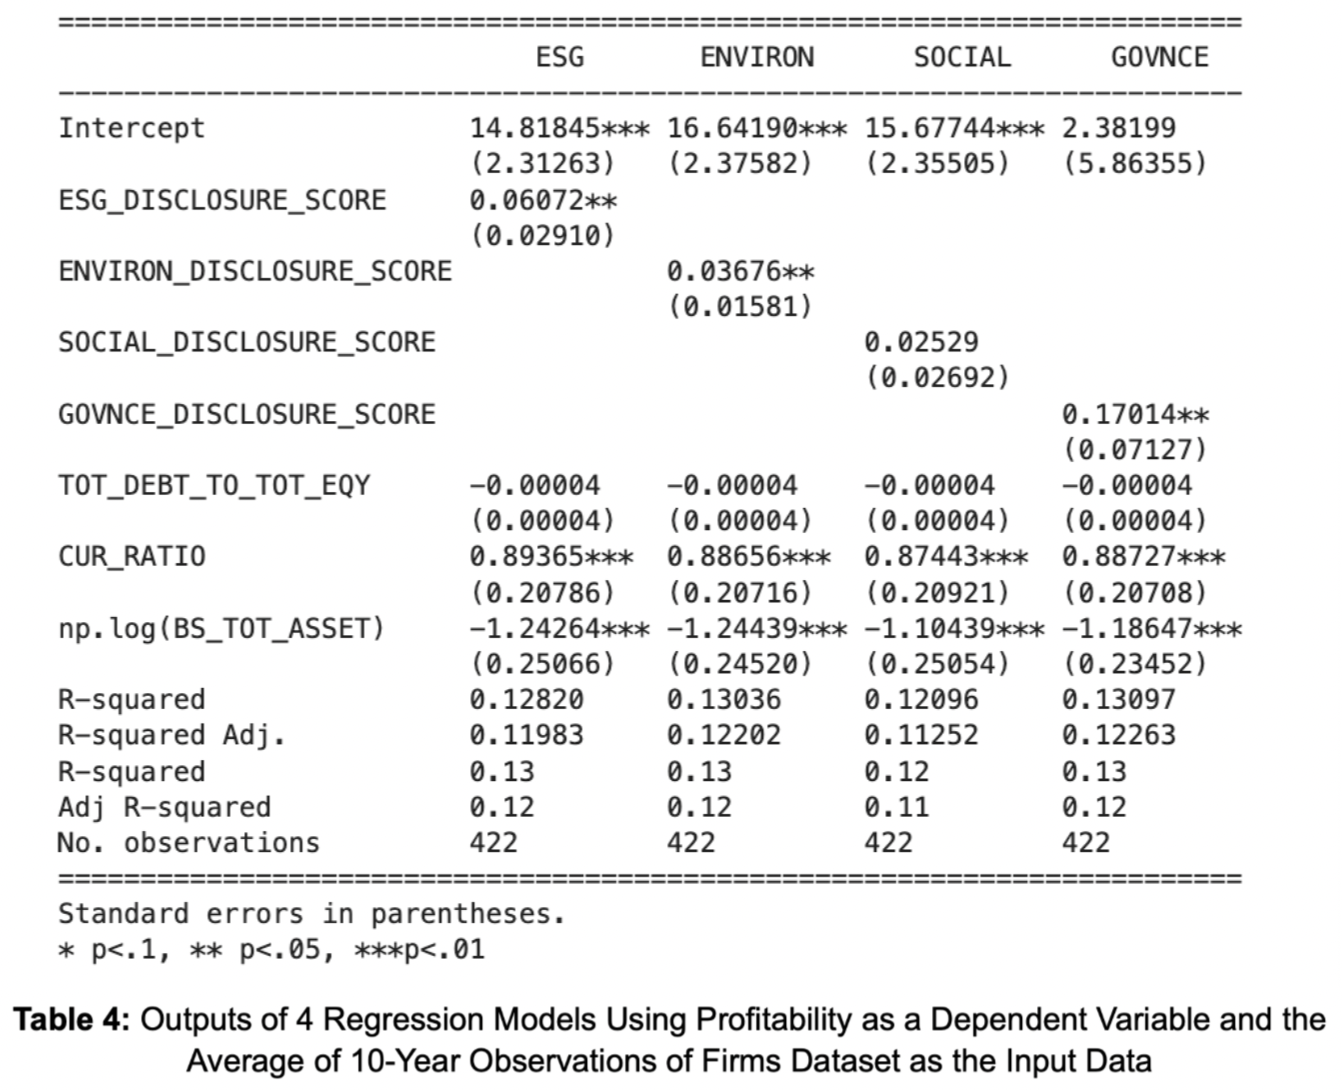 ========================================================================
ESG ENVIRON SOCIAL GOVNCE
------------------------------------------------------------------------
Intercept 14.81845*** 16.64190*** 15.67744*** 2.38199
(2.31263) (2.37582) (2.35505) (5.86355)
ESG_DISCLOSURE_SCORE 0.06072**
(0.02910)
ENVIRON_DISCLOSURE_SCORE 0.03676**
(0.01581)
SOCIAL_DISCLOSURE_SCORE 0.02529
(0.02692)
GOVNCE_DISCLOSURE_SCORE 0.17014**
(0.07127)
TOT_DEBT_TO_TOT_EQY -0.00004 -0.00004 -0.00004 -0.00004
(0.00004) (0.00004) (0.00004) (0.00004)
CUR_RATIO 0.89365*** 0.88656*** 0.87443*** 0.88727***
(0.20786) (0.20716) (0.20921) (0.20708)
np.log(BS_TOT_ASSET) -1.24264*** -1.24439*** -1.10439*** -1.18647***
(0.25066) (0.24520) (0.25054) (0.23452)
R-squared 0.12820 0.13036 0.12096 0.13097
R-squared Adj. 0.11983 0.12202 0.11252 0.12263
R-squared 0.13 0.13 0.12 0.13
Adj R-squared 0.12 0.12 0.11 0.12
No. observations 422 422 422 422
========================================================================
Standard errors in parentheses.
* p<.1, ** p<.05, ***p<.01
Table 4: Outputs of 4 Regression Models Using Profitability as a Dependent Variable and the
Average of 10-Year Observations of Firms Dataset as the Input Data